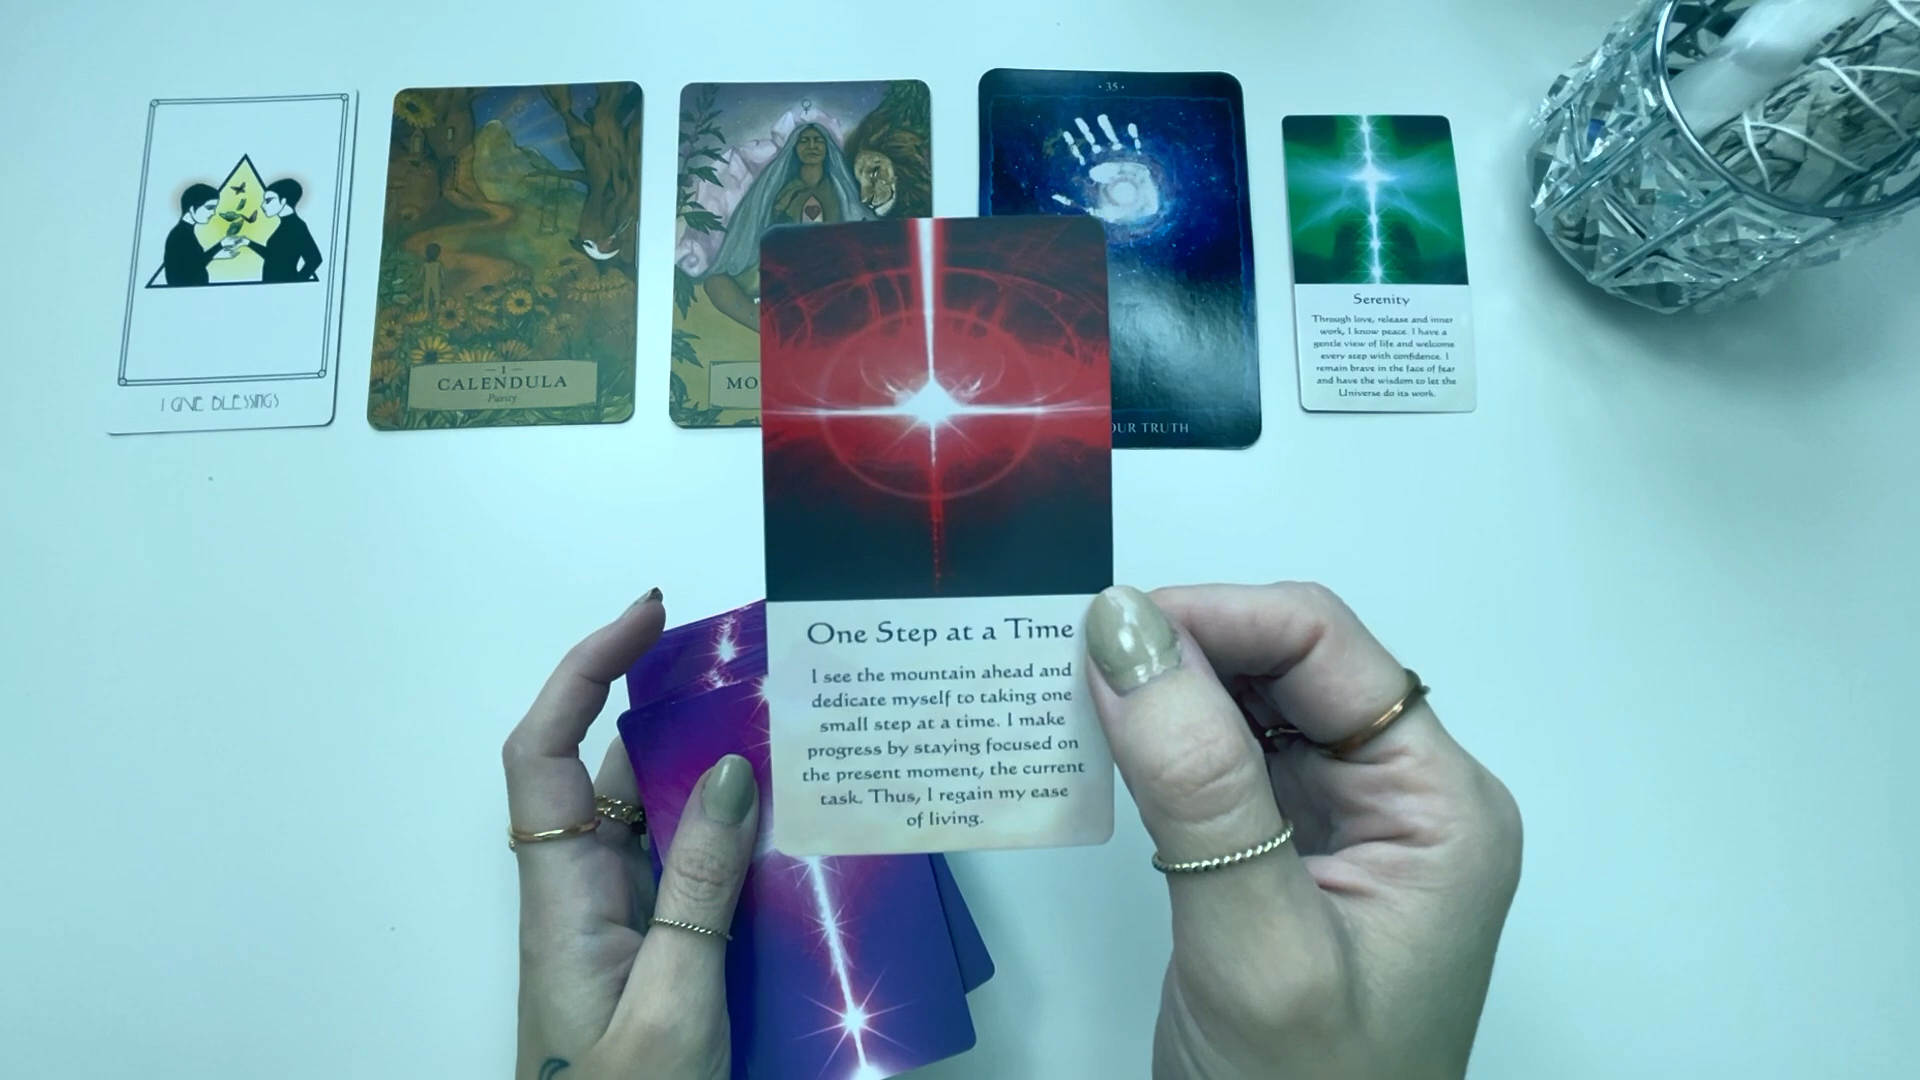 I GIVE BLESSINGS
– 1 –
CALENDULA
Purity
· 35 ·
OUR TRUTH
Serenity
Through love, release and inner
work, I know peace. I have a
gentle view of life and welcome
every step with confidence. I
remain brave in the face of fear
and have the wisdom to let the
Universe do its work.
One Step at a Time
I see the mountain ahead and
dedicate myself to taking one
small step at a time. I make
progress by staying focused on
the present moment, the current
task. Thus, I regain my ease
of living.